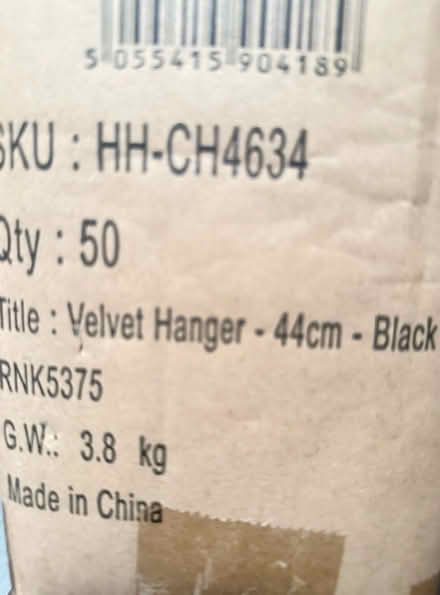 5 055415 904189
SKU : HH-CH4634
Qty : 50
Title : Velvet Hanger - 44cm - Black
RNK5375
G.W.: 3.8 kg
Made in China